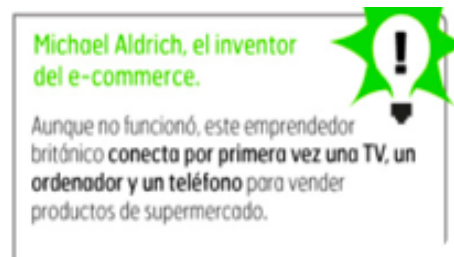 Michael Aldrich, el inventor
del e-commerce.
Aunque no funcionó, este emprendedor
británico conecta por primera vez una TV, un
ordenador y un teléfono para vender
productos de supermercado.